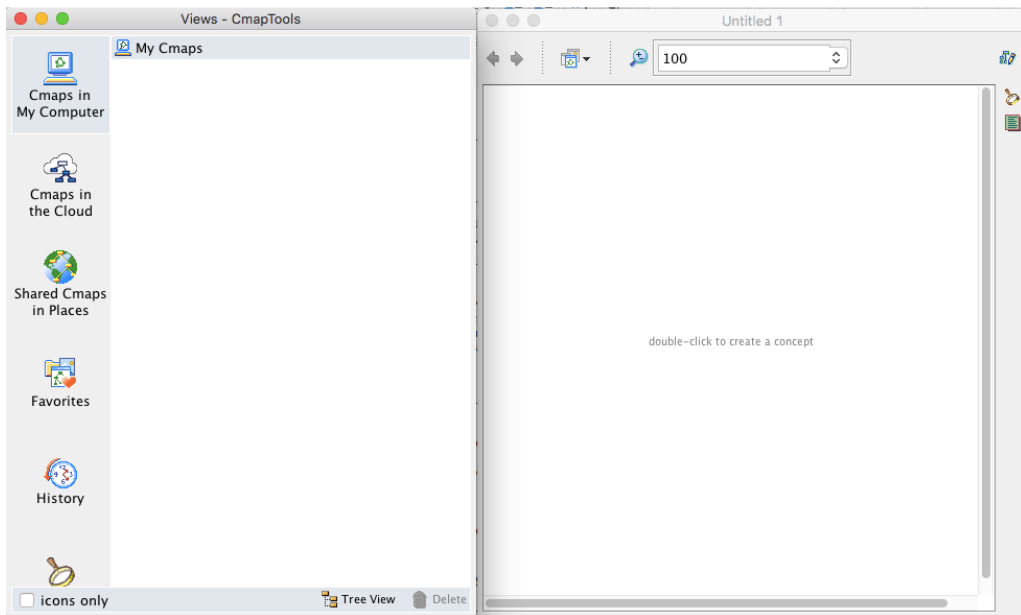 Views - CmapTools
My Cmaps
Cmaps in
My Computer
Cmaps in
the Cloud
Shared Cmaps
in Places
Favorites
History
icons only
Tree View
Delete
Untitled 1
100
double-click to create a concept